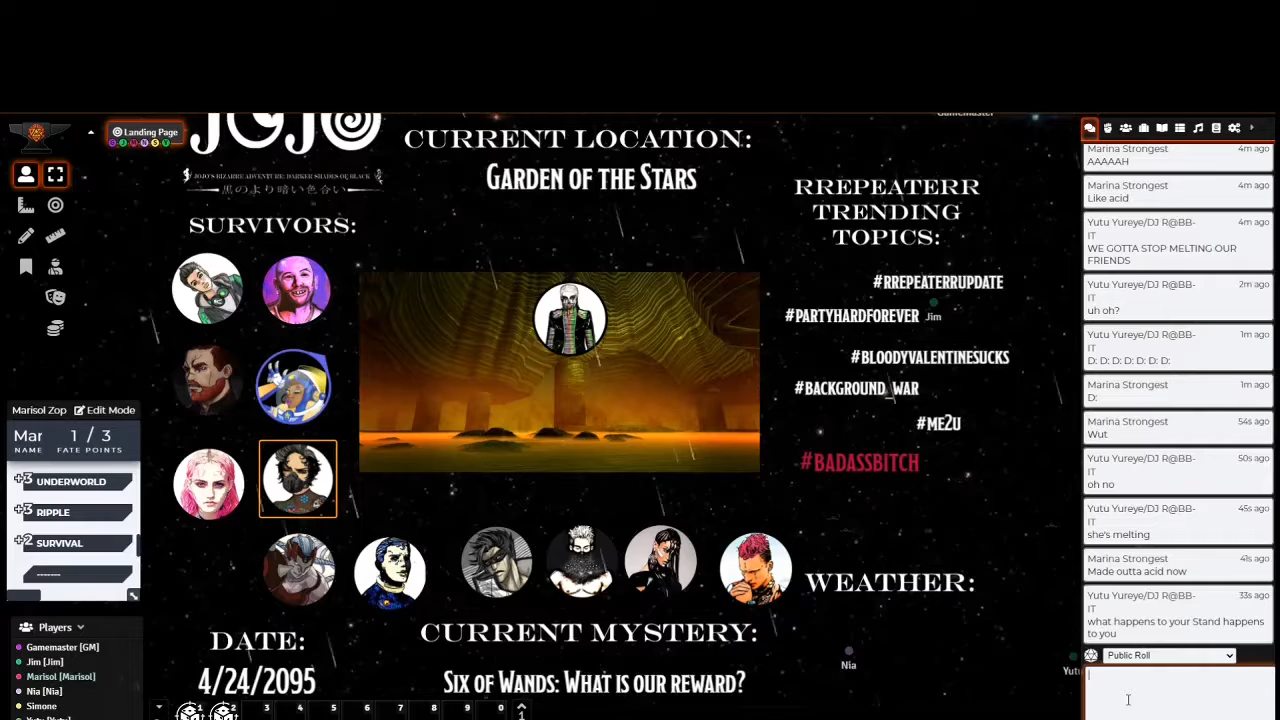 Gamemaster
Landing Page
G J M N S Y
JOJO
JOJO'S BIZARRE ADVENTURE: DARKER SHADES OF BLACK
黒のより暗い色合い
CURRENT LOCATION:
GARDEN OF THE STARS
SURVIVORS:
RREPEATERR
TRENDING
TOPICS:
#RREPEATERUPDATE
#PARTYHARDFOREVER
Jim
#BLOODYVALENTINESUCKS
#BACKGROUND_WAR
#ME2U
#BADASSBITCH
WEATHER:
Marisol Zop
Edit Mode
Mar
1 / 3
NAME
FATE POINTS
+3 UNDERWORLD
+3 RIPPLE
+2 SURVIVAL
-------
Players
Gamemaster [GM]
Jim [Jim]
Marisol [Marisol]
Nia [Nia]
Simone
DATE:
4/24/2095
CURRENT MYSTERY:
SIX OF WANDS: WHAT IS OUR REWARD?
Nia
1 2 3 4 5 6 7 8 9 0
1
Marina Strongest 4m ago
AAAAAH
Marina Strongest 4m ago
Like acid
Yutu Yureye/DJ R@BB- 4m ago
IT
WE GOTTA STOP MELTING OUR
FRIENDS
Yutu Yureye/DJ R@BB- 2m ago
IT
uh oh?
Yutu Yureye/DJ R@BB- 1m ago
IT
D: D: D: D: D: D: D:
Marina Strongest 1m ago
D:
Marina Strongest 54s ago
Wut
Yutu Yureye/DJ R@BB- 50s ago
IT
oh no
Yutu Yureye/DJ R@BB- 45s ago
IT
she's melting
Marina Strongest 41s ago
Made outta acid now
Yutu Yureye/DJ R@BB- 33s ago
IT
what happens to your Stand happens
to you
Public Roll